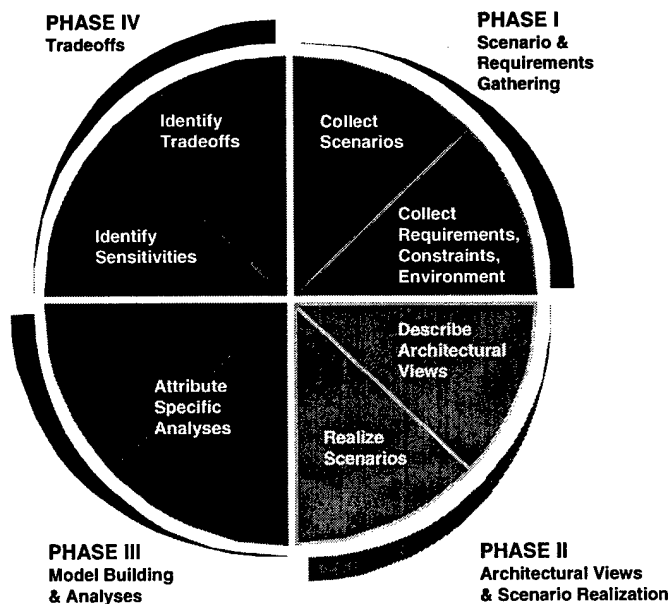 PHASE IV
Tradeoffs
PHASE I
Scenario &
Requirements
Gathering
Identify
Tradeoffs
Collect
Scenarios
Identify
Sensitivities
Collect
Requirements,
Constraints,
Environment
Attribute
Specific
Analyses
Describe
Architectural
Views
Realize
Scenarios
PHASE III
Model Building
& Analyses
PHASE II
Architectural Views
& Scenario Realization